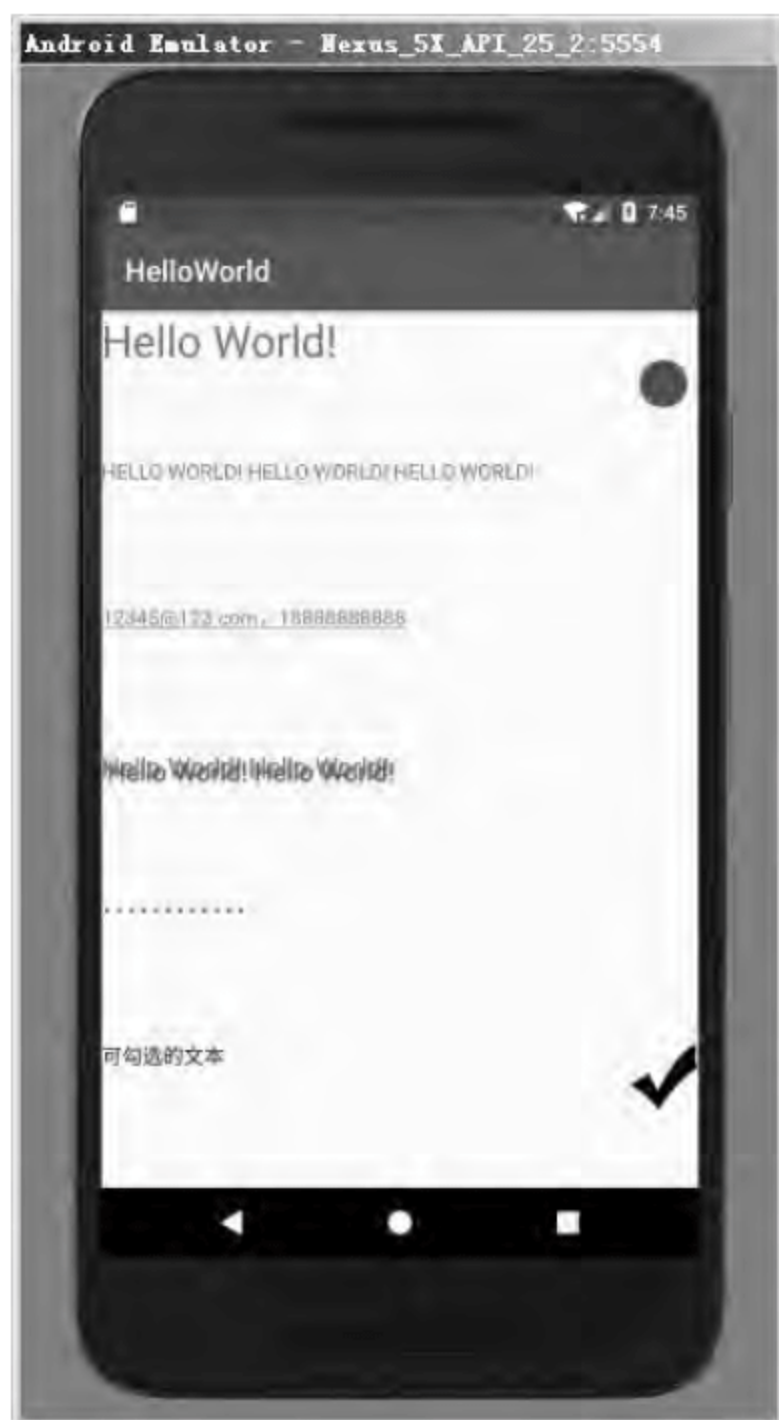 Android Emulator - Nexus_5X_API_25_2:5554
7:45
HelloWorld
Hello World!
HELLO WORLD! HELLO WORLD! HELLO WORLD!
12345@123.com，18888888888
Hello World! Hello World!
············
可勾选的文本